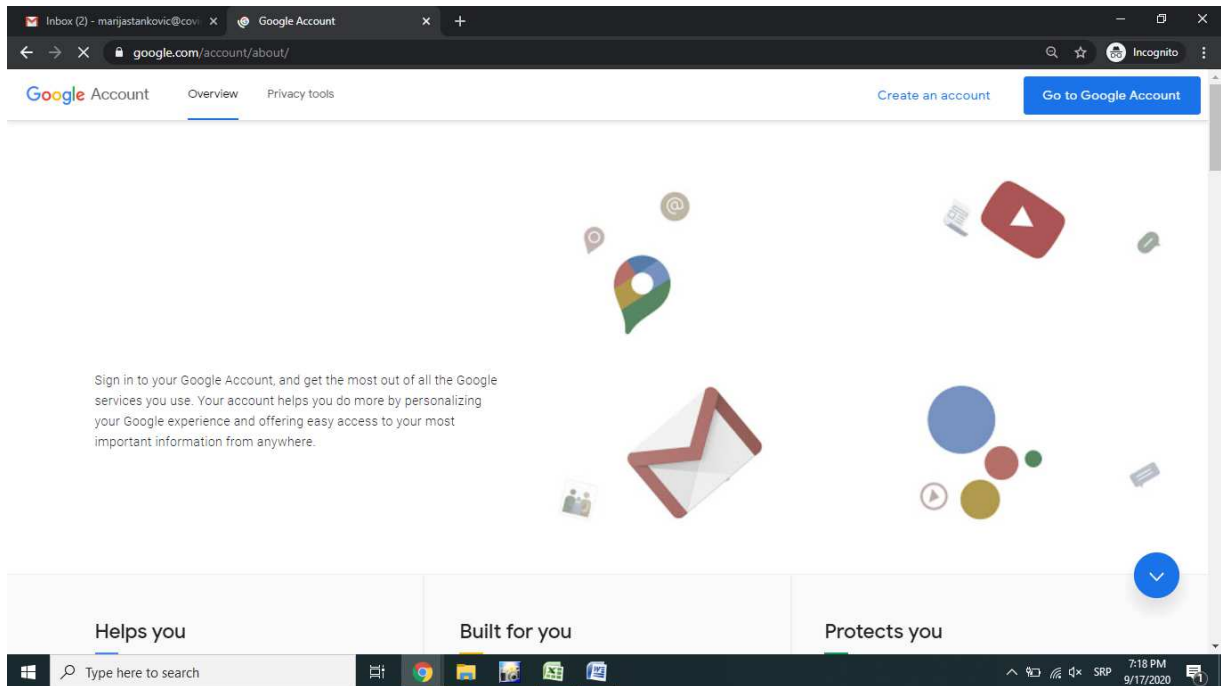 Inbox (2) - marijastankovic@covi
Google Account
google.com/account/about/
Incognito
Google Account
Overview
Privacy tools
Create an account
Go to Google Account
@
Sign in to your Google Account, and get the most out of all the Google
services you use. Your account helps you do more by personalizing
your Google experience and offering easy access to your most
important information from anywhere.
Helps you
Built for you
Protects you
Type here to search
SRP
7:18 PM
9/17/2020
1